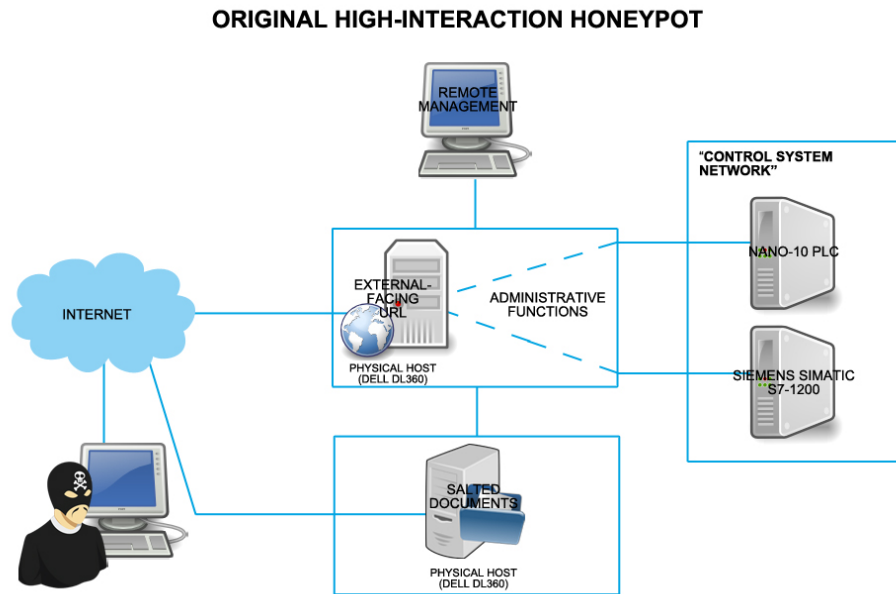 ORIGINAL HIGH-INTERACTION HONEYPOT
REMOTE
MANAGEMENT
"CONTROL SYSTEM
NETWORK"
NANO-10 PLC
EXTERNAL-
FACING
URL
ADMINISTRATIVE
FUNCTIONS
INTERNET
PHYSICAL HOST
(DELL DL360)
SIEMENS SIMATIC
S7-1200
SALTED
DOCUMENTS
PHYSICAL HOST
(DELL DL360)